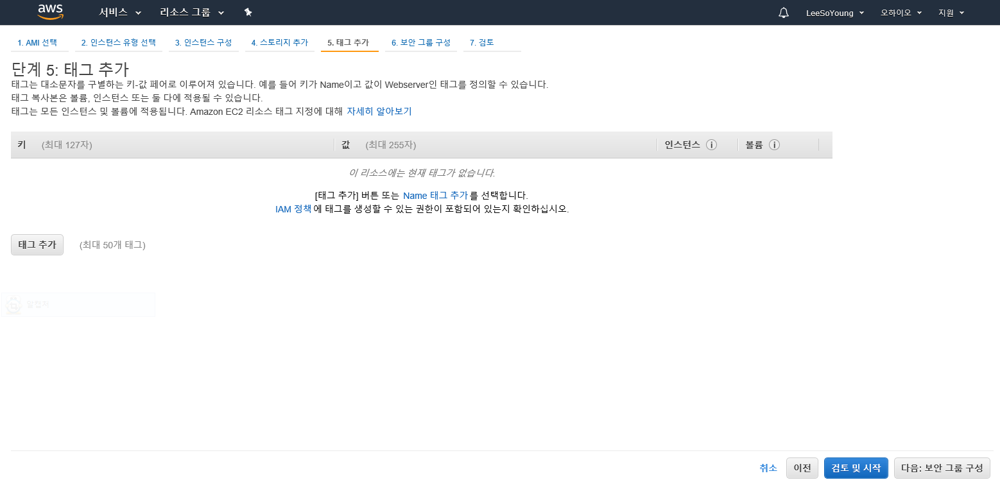 aws 서비스 리소스 그룹 LeeSoYoung 오하이오 지원
1. AMI 선택 2. 인스턴스 유형 선택 3. 인스턴스 구성 4. 스토리지 추가 5. 태그 추가 6. 보안 그룹 구성 7. 검토
단계 5: 태그 추가
태그는 대소문자를 구별하는 키-값 페어로 이루어져 있습니다. 예를 들어 키가 Name이고 값이 Webserver인 태그를 정의할 수 있습니다.
태그 복사본은 볼륨, 인스턴스 또는 둘 다에 적용될 수 있습니다.
태그는 모든 인스턴스 및 볼륨에 적용됩니다. Amazon EC2 리소스 태그 지정에 대해 자세히 알아보기
키 (최대 127자) 값 (최대 255자) 인스턴스 볼륨
이 리소스에는 현재 태그가 없습니다.
[태그 추가] 버튼 또는 Name 태그 추가를 선택합니다.
IAM 정책에 태그를 생성할 수 있는 권한이 포함되어 있는지 확인하십시오.
태그 추가 (최대 50개 태그)
알캡처
취소 이전 검토 및 시작 다음: 보안 그룹 구성